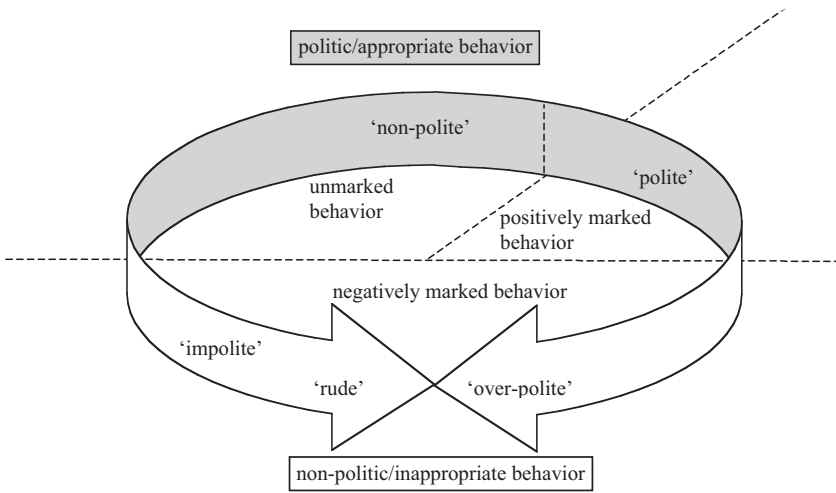 politic/appropriate behavior
‘non-polite’
‘polite’
unmarked
behavior
positively marked
behavior
negatively marked behavior
‘impolite’
‘rude’
‘over-polite’
non-politic/inappropriate behavior